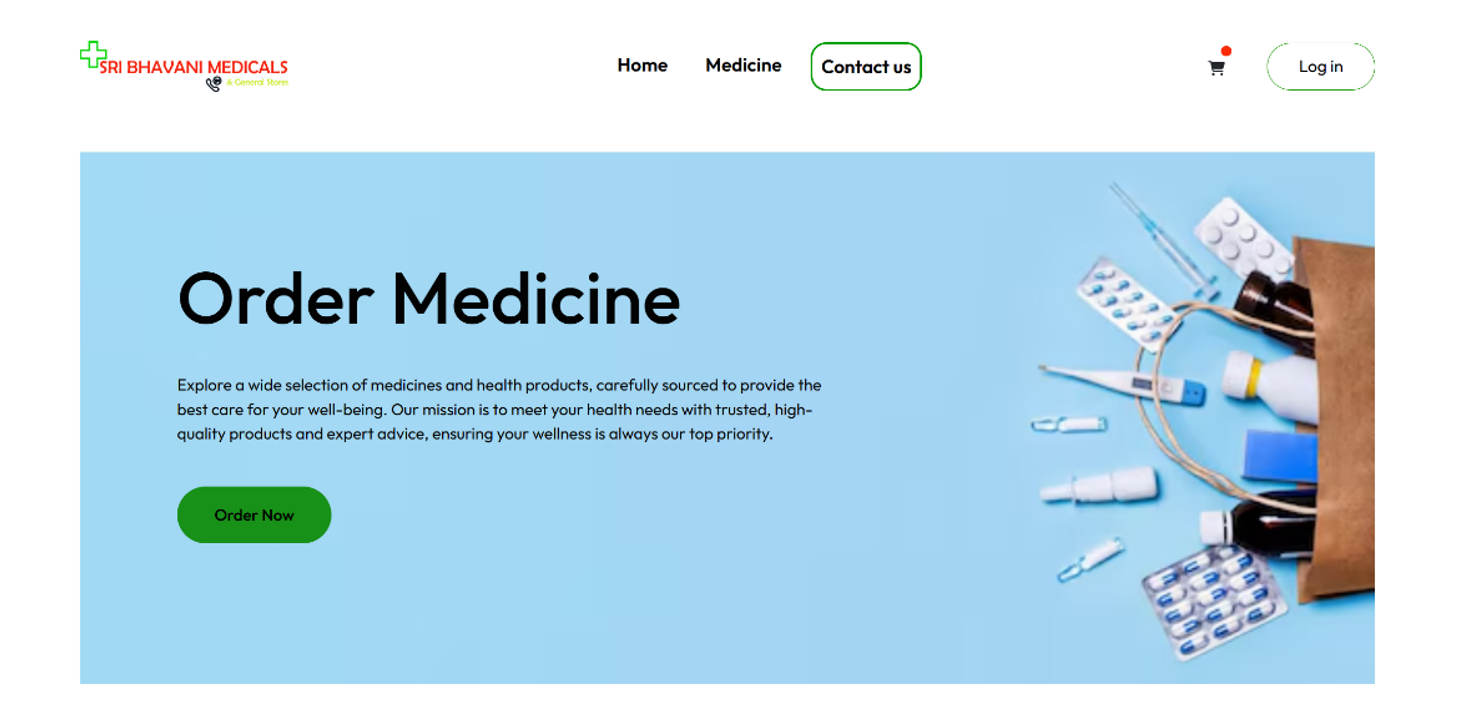 SRI BHAVANI MEDICALS
& General Stores
Home
Medicine
Contact us
Log in
Order Medicine
Explore a wide selection of medicines and health products, carefully sourced to provide the
best care for your well-being. Our mission is to meet your health needs with trusted, high-
quality products and expert advice, ensuring your wellness is always our top priority.
Order Now